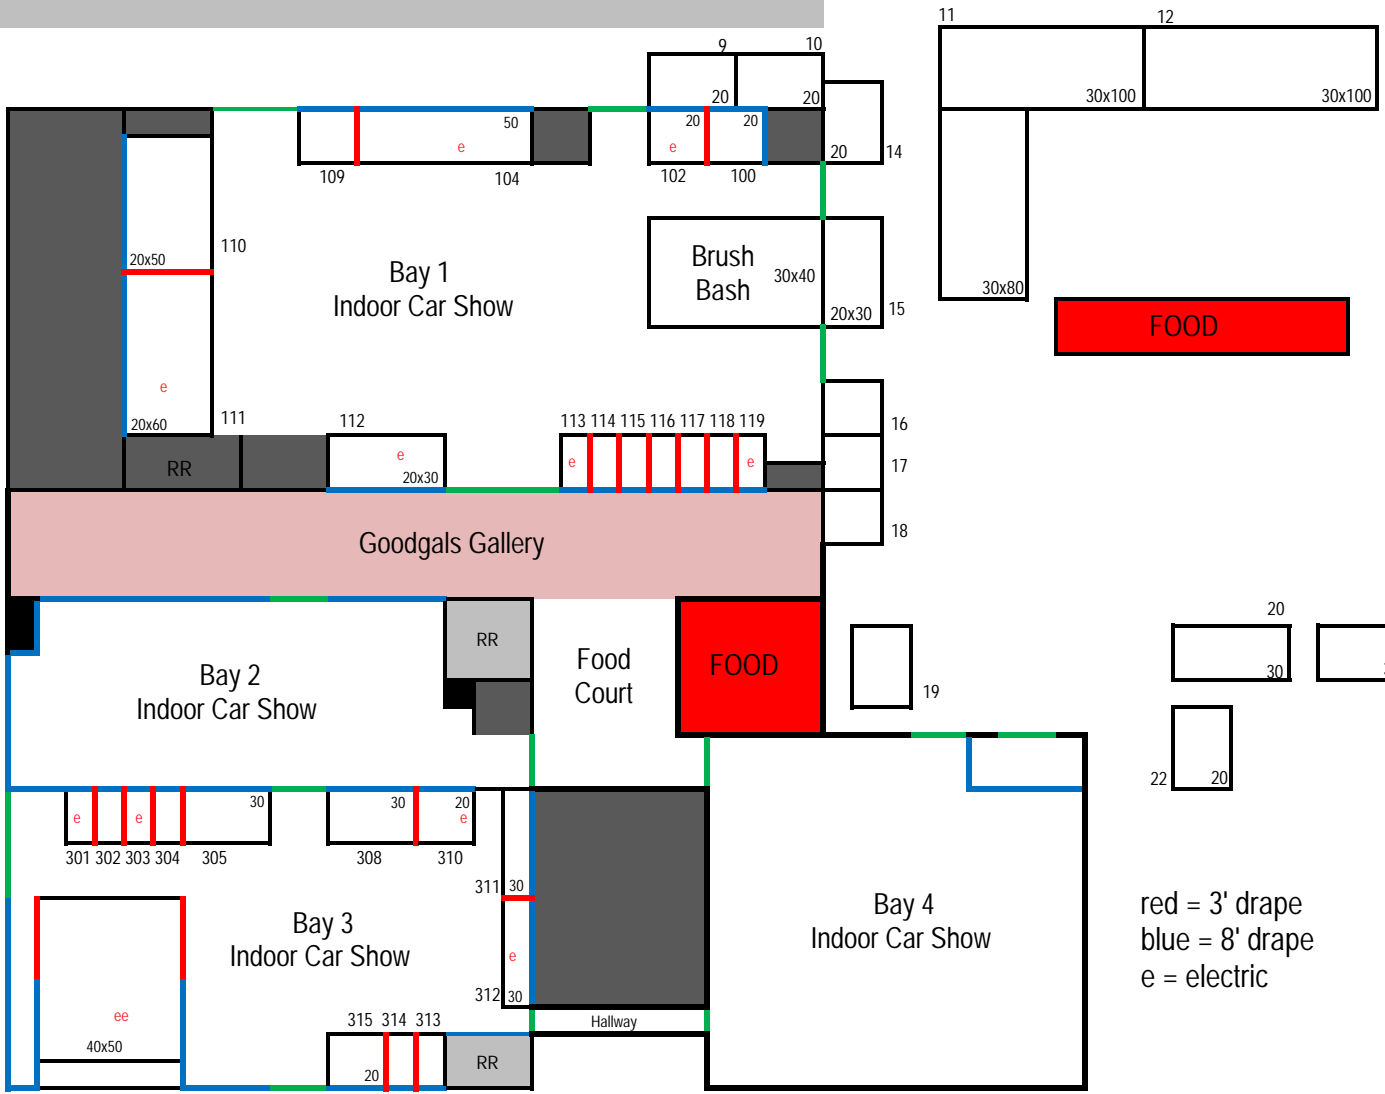 11
12
9
10
20
20
30x100
30x100
50
20
20
e
e
20
14
109
104
102
100
110
20x50
Bay 1
Indoor Car Show
Brush
Bash
30x40
30x80
20x30
15
FOOD
e
20x60
111
112
113 114 115 116 117 118 119
16
e
e
e
RR
20x30
17
18
Goodgals Gallery
20
RR
Food
Court
FOOD
Bay 2
Indoor Car Show
30
19
22
20
30
30
20
e
e
e
301 302 303 304 305
308
310
311
30
Bay 3
Indoor Car Show
Bay 4
Indoor Car Show
red = 3' drape
blue = 8' drape
e = electric
e
312
30
ee
40x50
315 314 313
Hallway
RR
20